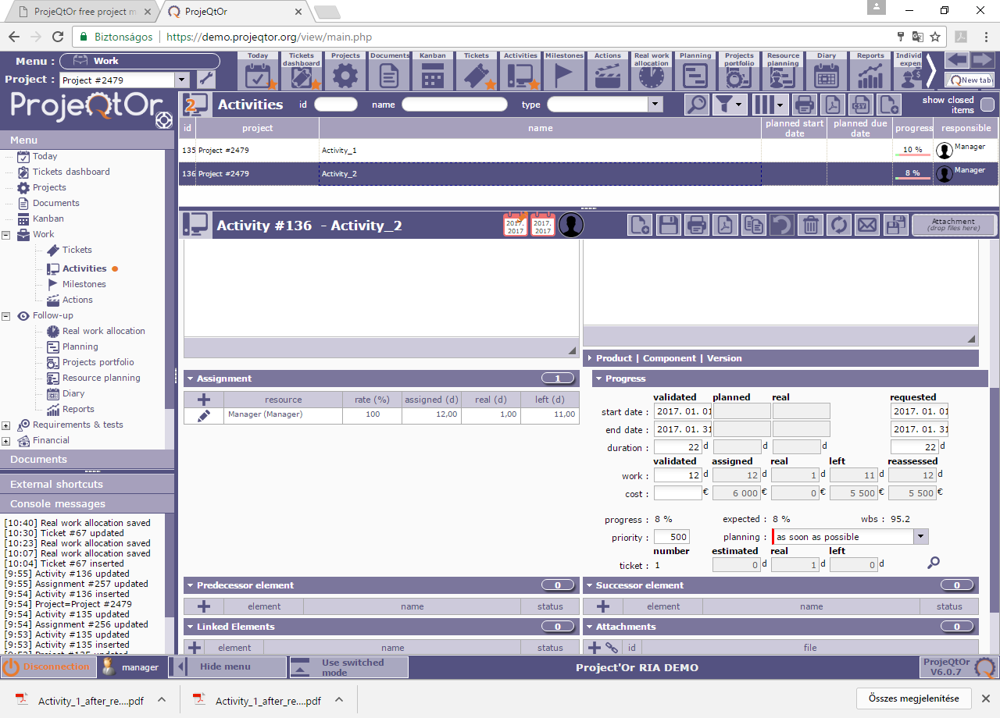 ProjeQtOr free project m
ProjeQtOr
Biztonságos
https://demo.projeqtor.org/view/main.php
Menu :
Work
Project :
Project #2479
Today
Tickets dashboard
Projects
Documents
Kanban
Tickets
Activities
Milestones
Actions
Real work allocation
Planning
Projects portfolio
Resource planning
Diary
Reports
Individ
expen
New tab
ProjeQtOr
2
Activities
id
name
type
show closed items
id
project
name
planned start date
planned due date
progress
responsible
135
Project #2479
Activity_1
10 %
Manager
136
Project #2479
Activity_2
8 %
Manager
Menu
Today
Tickets dashboard
Projects
Documents
Kanban
Work
Tickets
Activities
Milestones
Actions
Follow-up
Real work allocation
Planning
Projects portfolio
Resource planning
Diary
Reports
Requirements & tests
Financial
Documents
External shortcuts
Console messages
[10:40] Real work allocation saved
[10:30] Ticket #67 updated
[10:23] Real work allocation saved
[10:07] Real work allocation saved
[10:04] Ticket #67 inserted
[9:55] Activity #136 updated
[9:55] Assignment #257 updated
[9:54] Activity #136 inserted
[9:54] Project=Project #2479
[9:54] Activity #135 updated
[9:54] Assignment #256 updated
[9:53] Activity #135 updated
[9:53] Activity #135 inserted
Activity #136 - Activity_2
2017.
2017
2017.
2017
Attachment
(drop files here)
Product | Component | Version
Assignment
1
resource
rate (%)
assigned (d)
real (d)
left (d)
Manager (Manager)
100
12,00
1,00
11,00
Progress
validated planned real requested
start date : 2017. 01. 01 2017. 01. 01
end date : 2017. 01. 31 2017. 01. 31
duration : 22 d d d 22 d
validated assigned real left reassessed
work : 12 d 12 d 1 d 11 d 12 d
cost : € 6 000 € 0 € 5 500 € 5 500 €
progress : 8 % expected : 8 % wbs : 95.2
priority : 500 planning : as soon as possible
number estimated real left
ticket : 1 0 d 1 d 0 d
Predecessor element
0
element
name
status
Successor element
0
element
name
status
Linked Elements
0
element
name
status
Attachments
0
id
file
Disconnection
manager
Hide menu
Use switched mode
Project'Or RIA DEMO
ProjeQtOr
V6.0.7
Activity_1_after_re....pdf
Activity_1_after_re....pdf
Összes megjelenítése